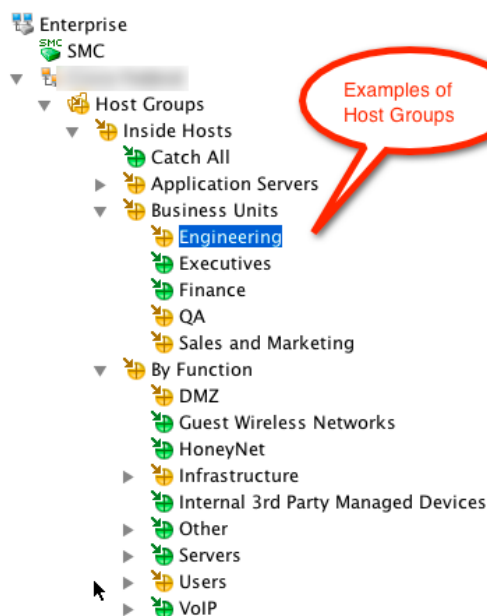 Enterprise
SMC
SMC
Host Groups
Examples of
Host Groups
Inside Hosts
Catch All
Application Servers
Business Units
Engineering
Executives
Finance
QA
Sales and Marketing
By Function
DMZ
Guest Wireless Networks
HoneyNet
Infrastructure
Internal 3rd Party Managed Devices
Other
Servers
Users
VoIP